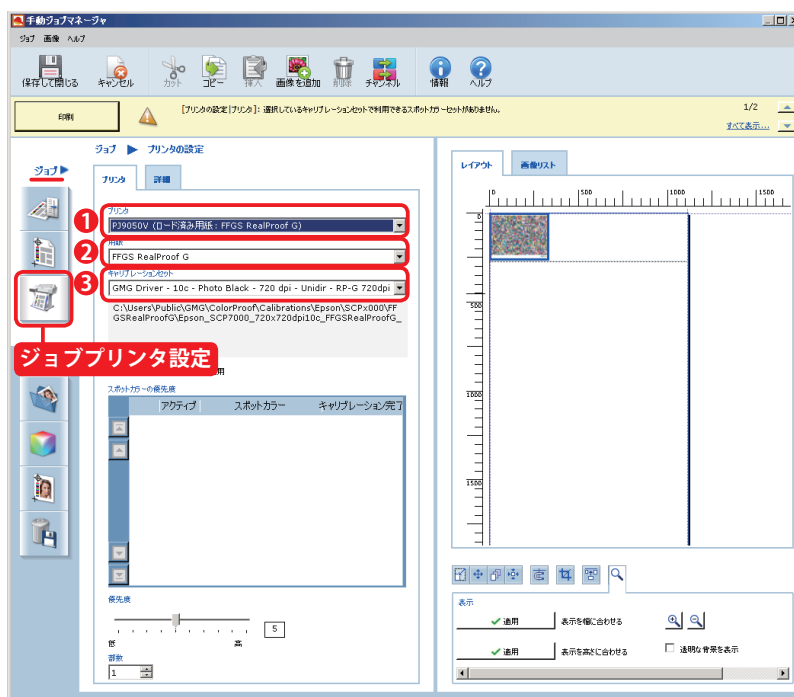 手動ジョブマネージャ
ジョブ 画像 ヘルプ
保存して閉じる キャンセル カット コピー 挿入 画像を追加 削除 チャンネル 情報 ヘルプ
印刷
[プリンタの設定|プリンタ]: 選択しているキャリブレーションセットで利用できるスポットカラーセットがありません。
1/2
すべて表示...
ジョブ ▶ プリンタの設定
ジョブ▶
プリンタ 詳細
レイアウト 画像リスト
0 500 1000 1500
0
500
1000
1500
1
プリンタ
PJ9050V (ロード済み用紙 : FFGS RealProof G)
2
用紙
FFGS RealProof G
3
キャリブレーションセット
GMG Driver - 10c - Photo Black - 720 dpi - Unidir - RP-G 720dpi
C:\Users\Public\GMG\ColorProof\Calibrations\Epson\SCPx000\FF
GSRealProofG\Epson_SCP7000_720x720dpi10c_FFGSRealProofG_
ジョブプリンタ設定
用
スポットカラーの優先度
アクティブ スポットカラー キャリブレーション完了
優先度
5
低 高
部数
1
表示
適用 表示を幅に合わせる
適用 表示を高さに合わせる
透明な背景を表示